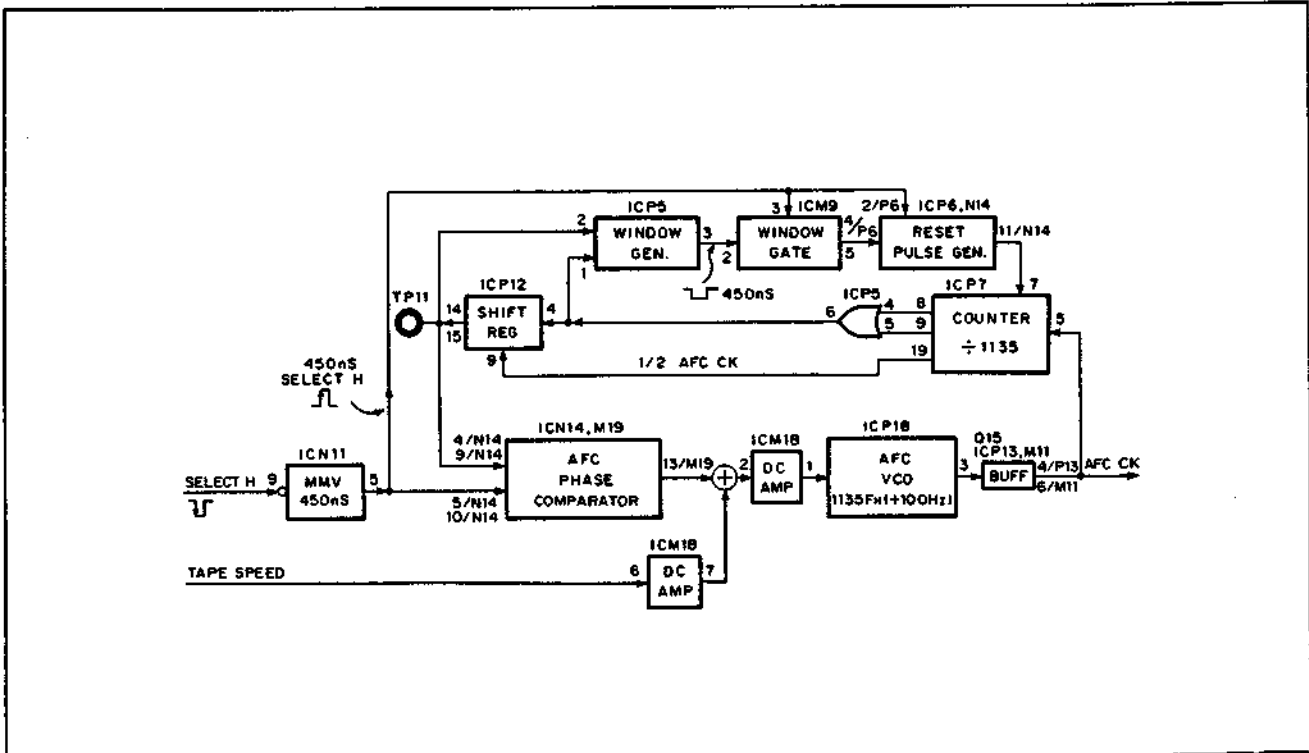 ICP5
2
WINDOW
GEN.
1
3
2
450nS
ICM9
3
WINDOW
GATE
4/P6
5
2/P6
ICP6,N14
RESET
PULSE GEN.
11/N14
7
TP11
14
15
ICP12
SHIFT
REG
4
9
ICP5
6
4
5
8
9
19
ICP7
COUNTER
÷1135
5
1/2 AFC CK
450nS
SELECT H
SELECT H
9
ICN11
MMV
450nS
5
4/N14
9/N14
5/N14
10/N14
ICN14,M19
AFC
PHASE
COMPARATOR
13/M19
2
ICM18
DC
AMP
1
ICP18
AFC
VCO
3
Q15
ICP13,M11
BUFF
4/P13
6/M11
AFC CK
TAPE SPEED
6
ICM18
DC
AMP
7